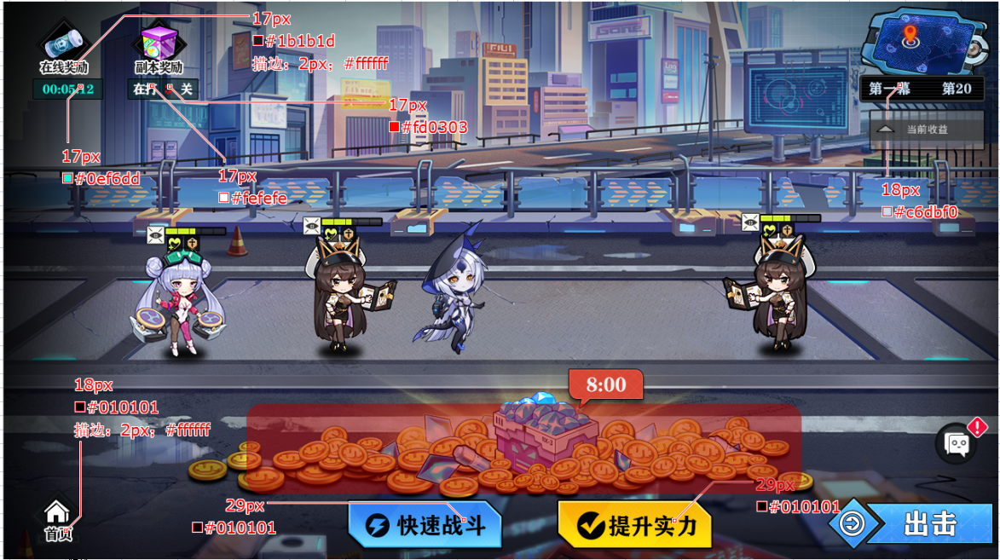 17px
#1b1b1d
描边：2px；#ffffff
在线奖励
副本奖励
00:05:12
在打
关
17px
#fd0303
17px
#0ef6dd
17px
#fefefe
第一幕 第20
当前收益
18px
#c6dbf0
GORE
8:00
18px
#010101
描边：2px；#ffffff
29px
#010101
29px
#010101
首页
快速战斗
提升实力
出击